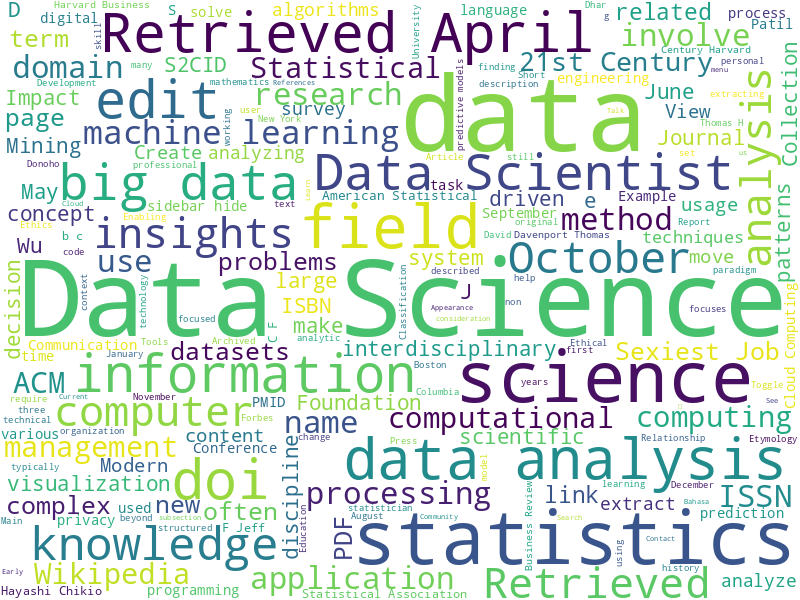 D
Harvard Business
digital
S
solve
algorithms
language
University
Dhar
g
related
process
Patil
term
skill
Retrieved April
involve
Century Harvard
many
S2CID
Statistical
21st Century
domain
Development
mathematics
References
finding
Short
engineering
personal
menu
Impact
edit
research
data
predictive models
description
June
extracting
page
user
New York
survey
View
Thomas H
analysis
Collection
Mining
machine learning
working
Article
Talk
Journal
Donoho
Create
analyzing
still
set
us
professional
Data Scientist
big data
Cloud
Learn
text
task
American Statistical
driven
e
Example
usage
May
sidebar hide
September
concept
Enabling
original
method
Report
patterns
Ethics
insights
field
David
Davenport Thomas
techniques
Wu
b c
code
October
move
paradigm
use
problems
system
described
help
decision
context
technology
large
Data Science
J
Classification
non
focuses
focused
ISBN
Appearance
consideration
Communication
Tools
Archived
C F
make
time
January
analytic
datasets
interdisciplinary
Ethical
first
Sexiest Job
Cloud Computing
ACM
information
Boston
science
years
Toggle
require
Current
November
PMID
Foundation
Columbia
See
three
computer
Forbes
name
computational
computing
U
technical
various
organization
content
change
Press
scientific
Relationship
Etymology
management
Modern
Conference
discipline
model
learning
typically
data analysis
December
visualization
doi
processing
Business Review
link
ISSN
complex
used
new
often
statistician
extract
prediction
Main
privacy
beyond
subsection
PDF
August
Community
Bahasa
structured
F Jeff
Education
Search
using
Contact
knowledge
statistics
history
Early
Wikipedia
application
Retrieved
analyze
Hayashi Chikio
programming
Statistical Association